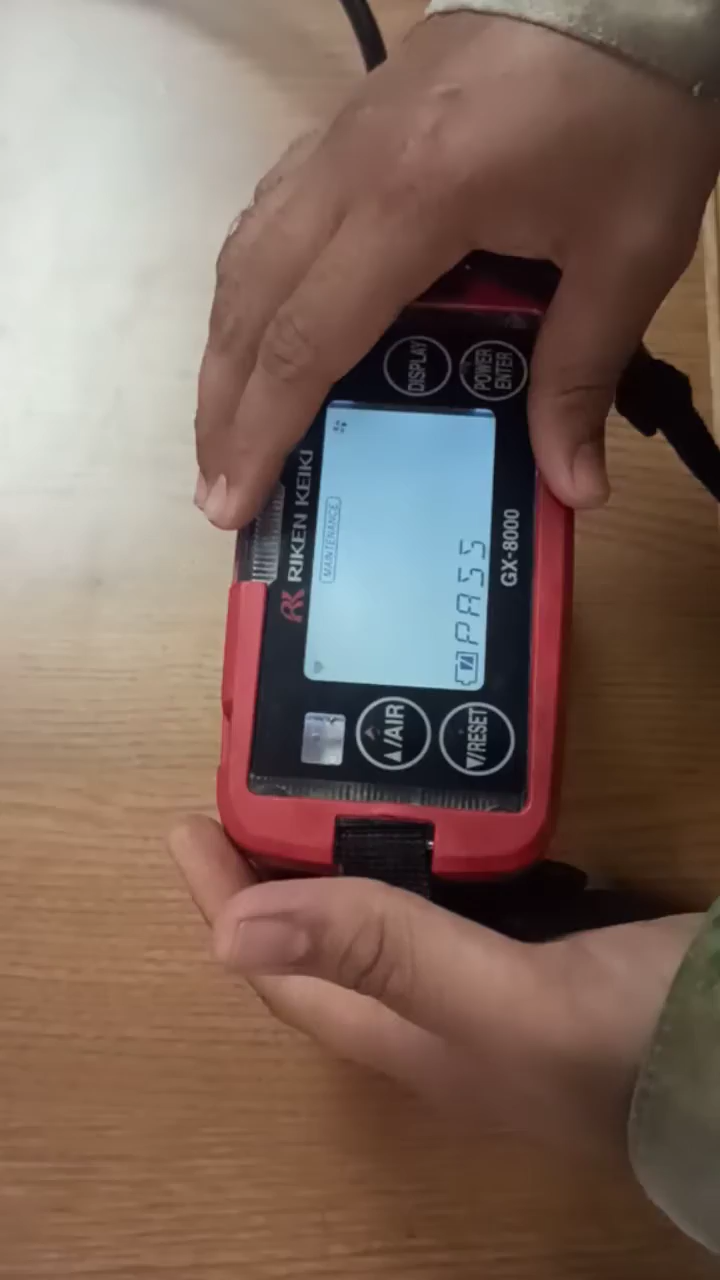 RIKEN KEIKI
MAINTENANCE
PASS
GX-8000
▲/AIR
DISPLAY
▼/RESET
POWER
ENTER